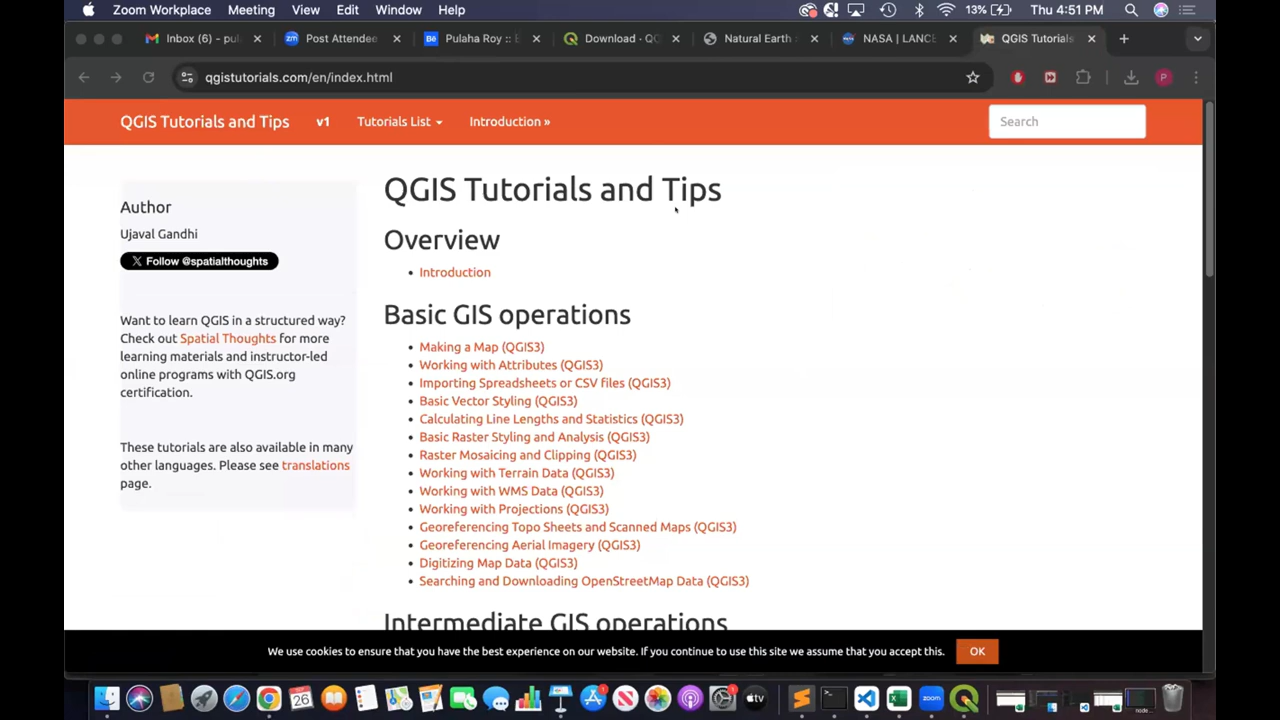 Zoom Workplace Meeting View Edit Window Help 13% Thu 4:51 PM
Inbox (6) - pul Post Attendee Pulaha Roy :: B Download · QG Natural Earth NASA | LANCE QGIS Tutorials
qgistutorials.com/en/index.html P
QGIS Tutorials and Tips v1 Tutorials List Introduction » Search
QGIS Tutorials and Tips
Author
Ujaval Gandhi
X Follow @spatialthoughts
Want to learn QGIS in a structured way?
Check out Spatial Thoughts for more
learning materials and instructor-led
online programs with QGIS.org
certification.
These tutorials are also available in many
other languages. Please see translations
page.
Overview
• Introduction
Basic GIS operations
• Making a Map (QGIS3)
• Working with Attributes (QGIS3)
• Importing Spreadsheets or CSV files (QGIS3)
• Basic Vector Styling (QGIS3)
• Calculating Line Lengths and Statistics (QGIS3)
• Basic Raster Styling and Analysis (QGIS3)
• Raster Mosaicing and Clipping (QGIS3)
• Working with Terrain Data (QGIS3)
• Working with WMS Data (QGIS3)
• Working with Projections (QGIS3)
• Georeferencing Topo Sheets and Scanned Maps (QGIS3)
• Georeferencing Aerial Imagery (QGIS3)
• Digitizing Map Data (QGIS3)
• Searching and Downloading OpenStreetMap Data (QGIS3)
Intermediate GIS operations
We use cookies to ensure that you have the best experience on our website. If you continue to use this site we assume that you accept this. OK